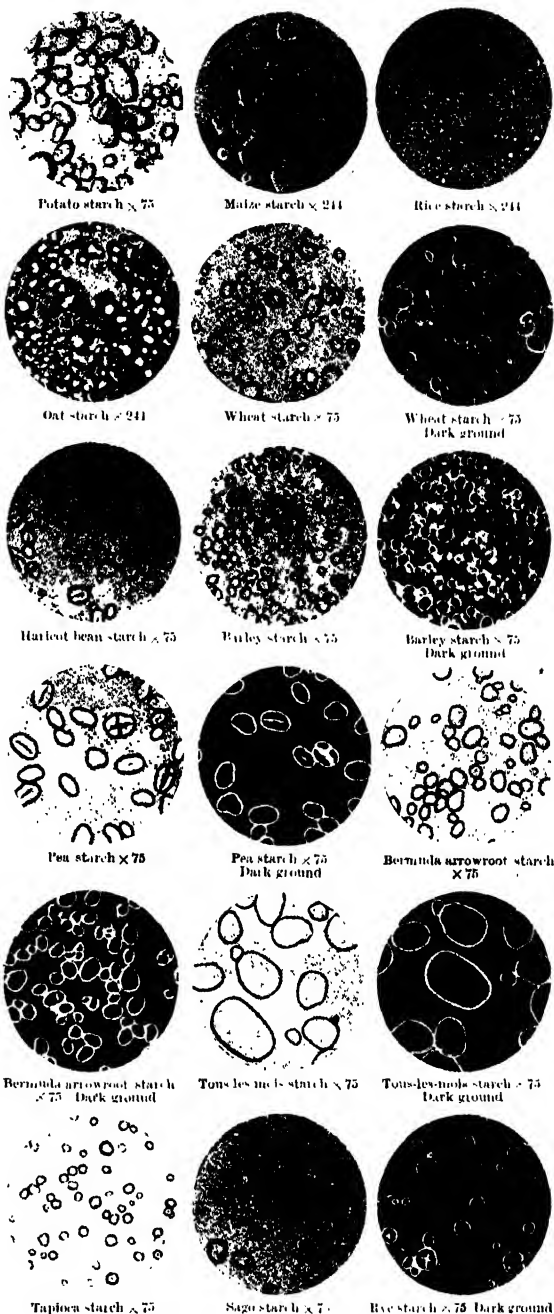 Potato starch × 75
Maize starch × 244
Rice starch × 244
Oat starch × 244
Wheat starch × 75
Wheat starch × 75
Dark ground
Haricot bean starch × 75
Barley starch × 75
Barley starch × 75
Dark ground
Pea starch × 75
Pea starch × 75
Dark ground
Bermuda arrowroot starch
× 75
Bermuda arrowroot starch
× 75 Dark ground
Tous les mois starch × 75
Tous-les-mois starch × 75
Dark ground
Tapioca starch × 75
Sago starch × 7
Rye starch × 75 Dark ground